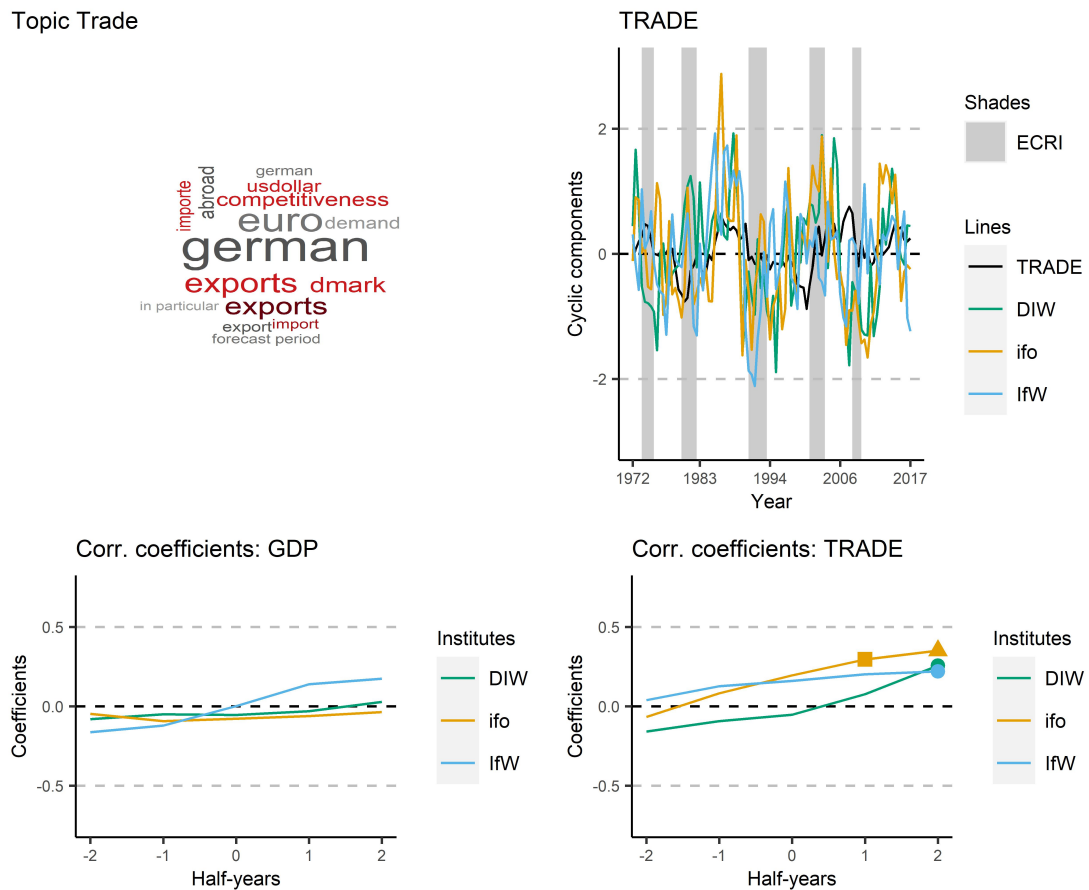 Topic Trade
german
usdollar
importe
abroad
competitiveness
euro
demand
german
exports
dmark
in particular
exports
export
import
forecast period
TRADE
Cyclic components
2
0
-2
1972
1983
1994
2006
2017
Year
Shades
ECRI
Lines
TRADE
DIW
ifo
IfW
Corr. coefficients: GDP
Coefficients
0.5
0.0
-0.5
-2
-1
0
1
2
Half-years
Institutes
DIW
ifo
IfW
Corr. coefficients: TRADE
Coefficients
0.5
0.0
-0.5
-2
-1
0
1
2
Half-years
Institutes
DIW
ifo
IfW